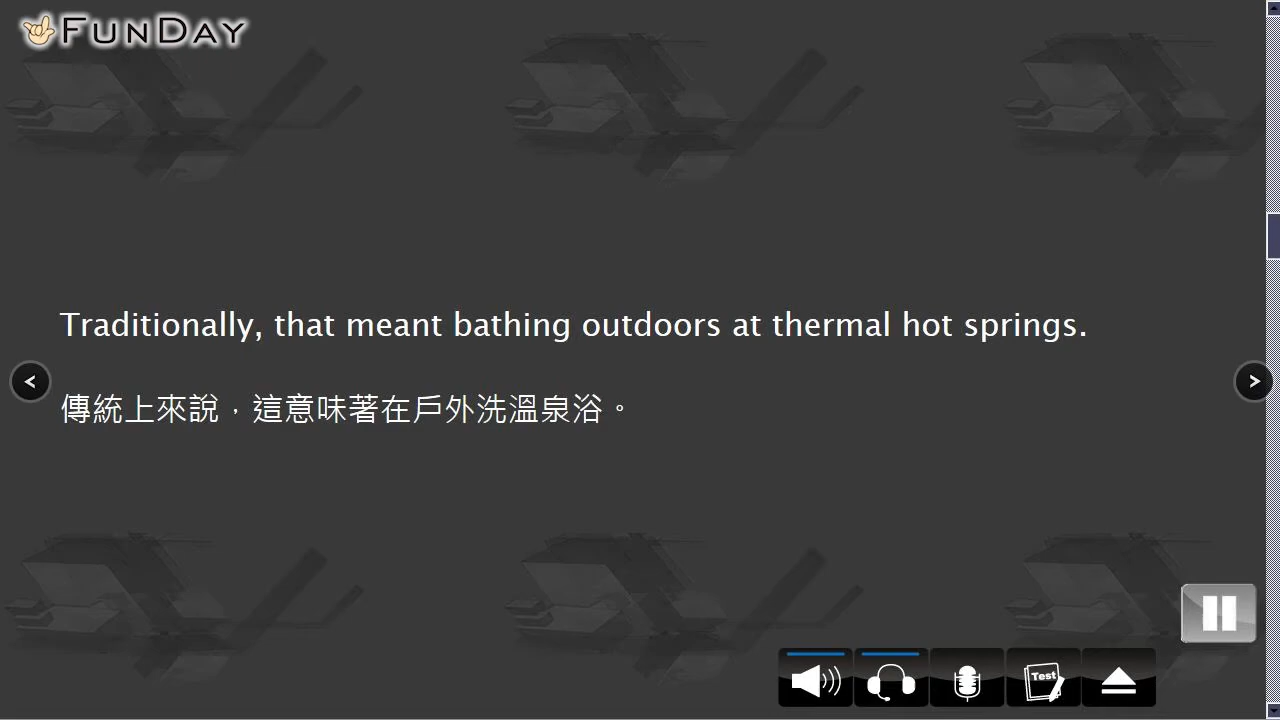 FUNDAY
Traditionally, that meant bathing outdoors at thermal hot springs.
傳統上來說，這意味著在戶外洗溫泉浴。
Test